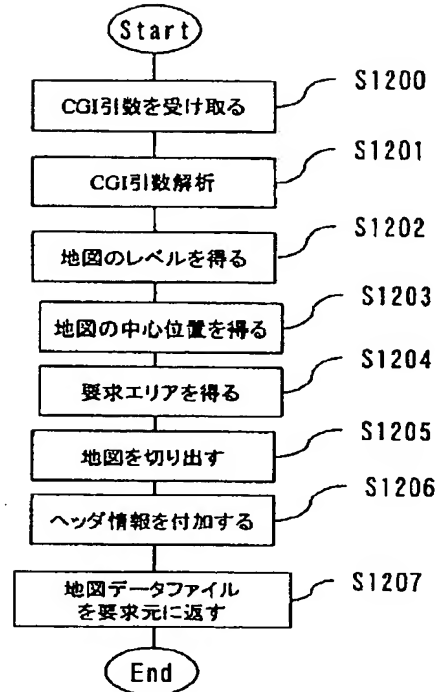 Start
CGI引数を受け取る
S1200
CGI引数解析
S1201
地図のレベルを得る
S1202
地図の中心位置を得る
S1203
要求エリアを得る
S1204
地図を切り出す
S1205
ヘッダ情報を付加する
S1206
地図データファイル
を要求元に返す
S1207
End